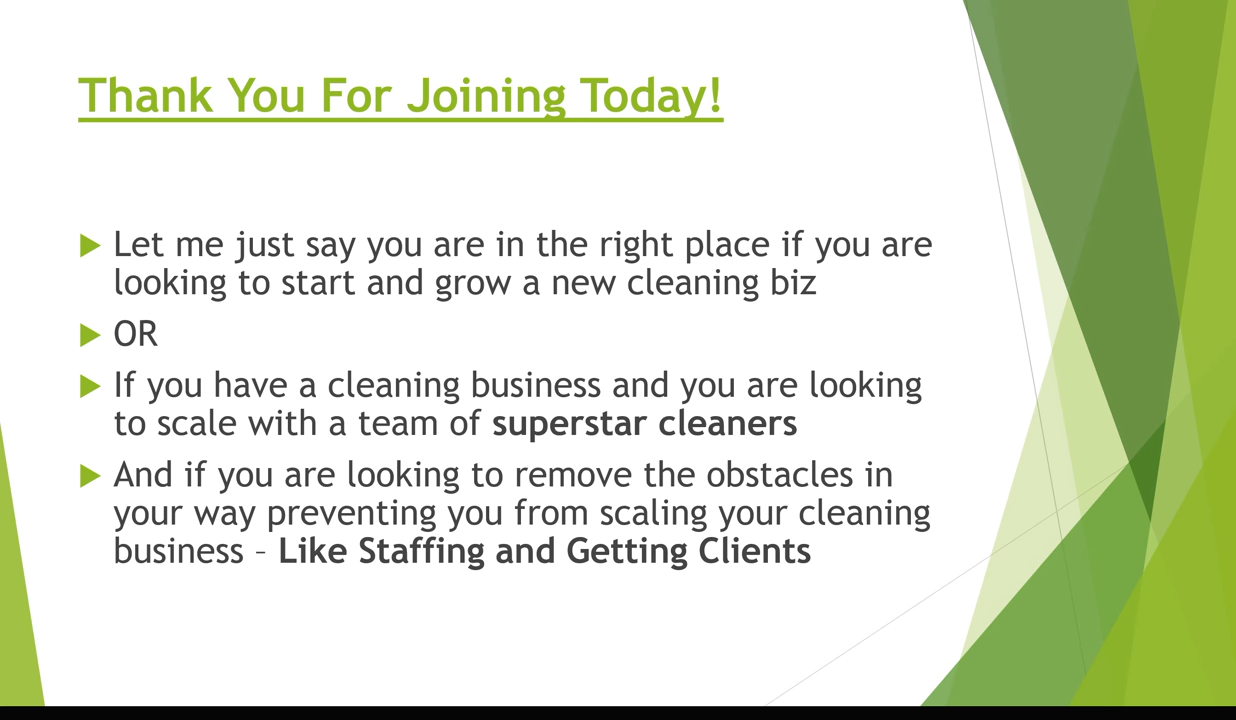 Thank You For Joining Today!
Let me just say you are in the right place if you are
looking to start and grow a new cleaning biz
OR
If you have a cleaning business and you are looking
to scale with a team of superstar cleaners
And if you are looking to remove the obstacles in
your way preventing you from scaling your cleaning
business – Like Staffing and Getting Clients